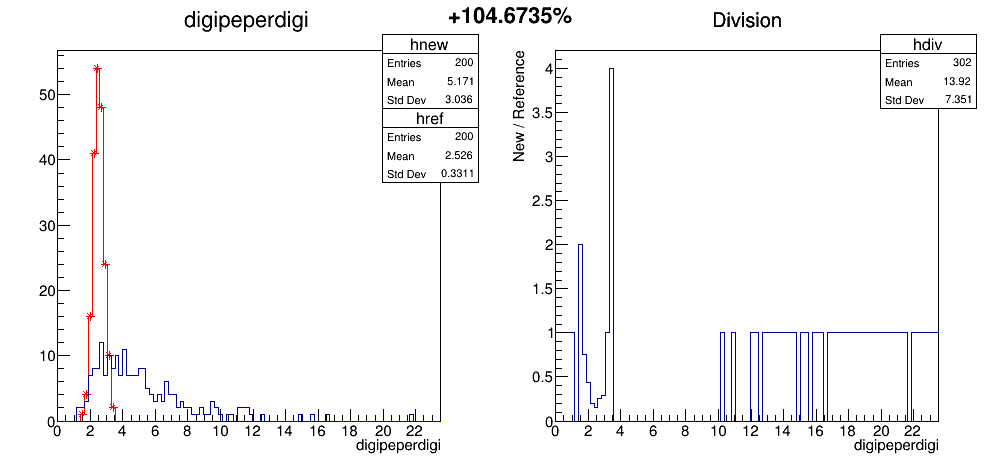 digipeperdigi
+104.6735%
Division
hnew
Entries 200
Mean 5.171
Std Dev 3.036
href
Entries 200
Mean 2.526
Std Dev 0.3311
50
40
30
20
10
0
0 2 4 6 8 10 12 14 16 18 20 22
digipeperdigi
hdiv
Entries 302
Mean 13.92
Std Dev 7.351
New / Reference
4
3.5
3
2.5
2
1.5
1
0.5
0
0 2 4 6 8 10 12 14 16 18 20 22
digipeperdigi